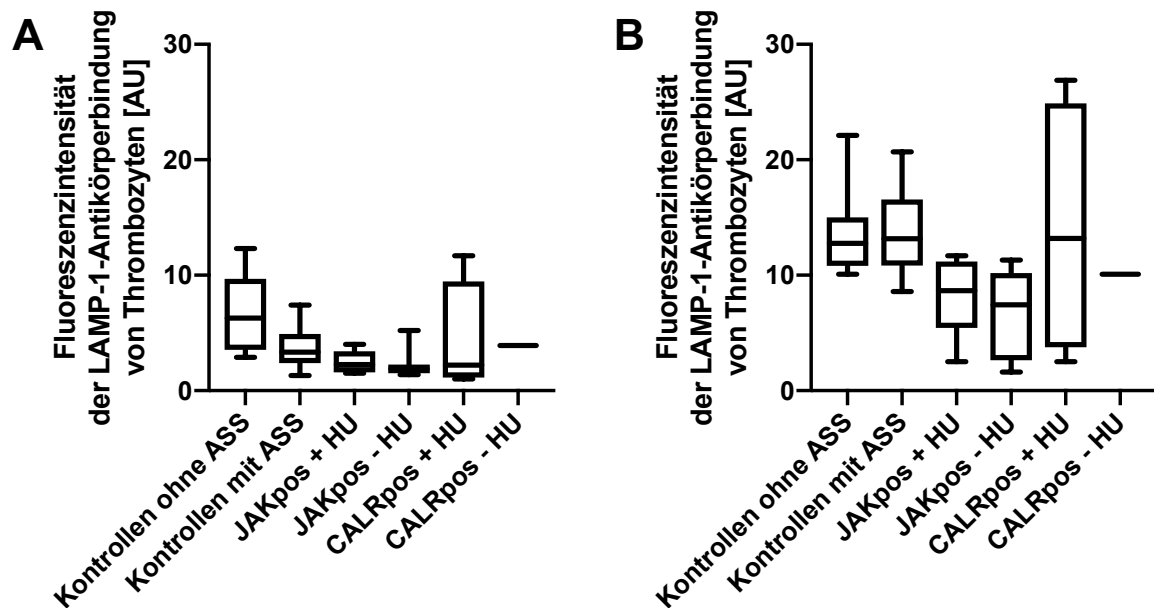 A
Fluoreszenzintensität
der LAMP-1-Antikörperbindung
von Thrombozyten [AU]
30
20
10
0
Kontrollen ohne ASS
Kontrollen mit ASS
JAKpos + HU
JAKpos - HU
CALRpos + HU
CALRpos - HU
B
Fluoreszenzintensität
der LAMP-1-Antikörperbindung
von Thrombozyten [AU]
30
20
10
0
Kontrollen ohne ASS
Kontrollen mit ASS
JAKpos + HU
JAKpos - HU
CALRpos + HU
CALRpos - HU